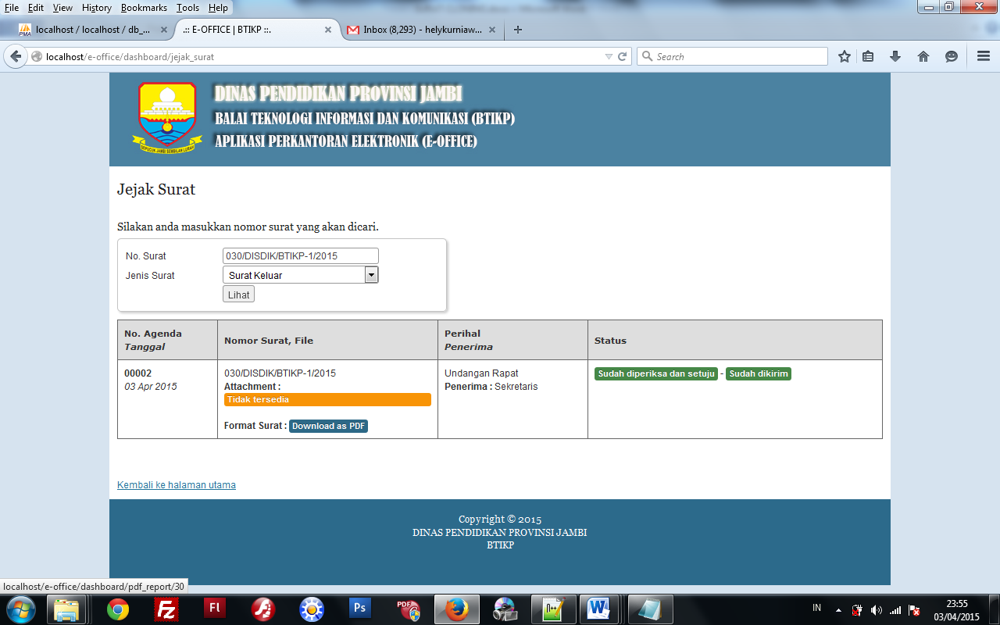 File Edit View History Bookmarks Tools Help
localhost / localhost / db_...
.:: E-OFFICE | BTIKP ::.
Inbox (8,293) - helykurniaw...
localhost/e-office/dashboard/jejak_surat
Search
DINAS PENDIDIKAN PROVINSI JAMBI
BALAI TEKNOLOGI INFORMASI DAN KOMUNIKASI (BTIKP)
APLIKASI PERKANTORAN ELEKTRONIK (E-OFFICE)
SEPUCUK JAMBI SEMBILAN LURAH
Jejak Surat
Silakan anda masukkan nomor surat yang akan dicari.
No. Surat 030/DISDIK/BTIKP-1/2015
Jenis Surat Surat Keluar
Lihat
No. Agenda
Tanggal
Nomor Surat, File
Perihal
Penerima
Status
00002
03 Apr 2015
030/DISDIK/BTIKP-1/2015
Attachment :
Tidak tersedia
Format Surat : Download as PDF
Undangan Rapat
Penerima : Sekretaris
Sudah diperiksa dan setuju - Sudah dikirim
Kembali ke halaman utama
Copyright © 2015
DINAS PENDIDIKAN PROVINSI JAMBI
BTIKP
localhost/e-office/dashboard/pdf_report/30
IN
23:55
03/04/2015